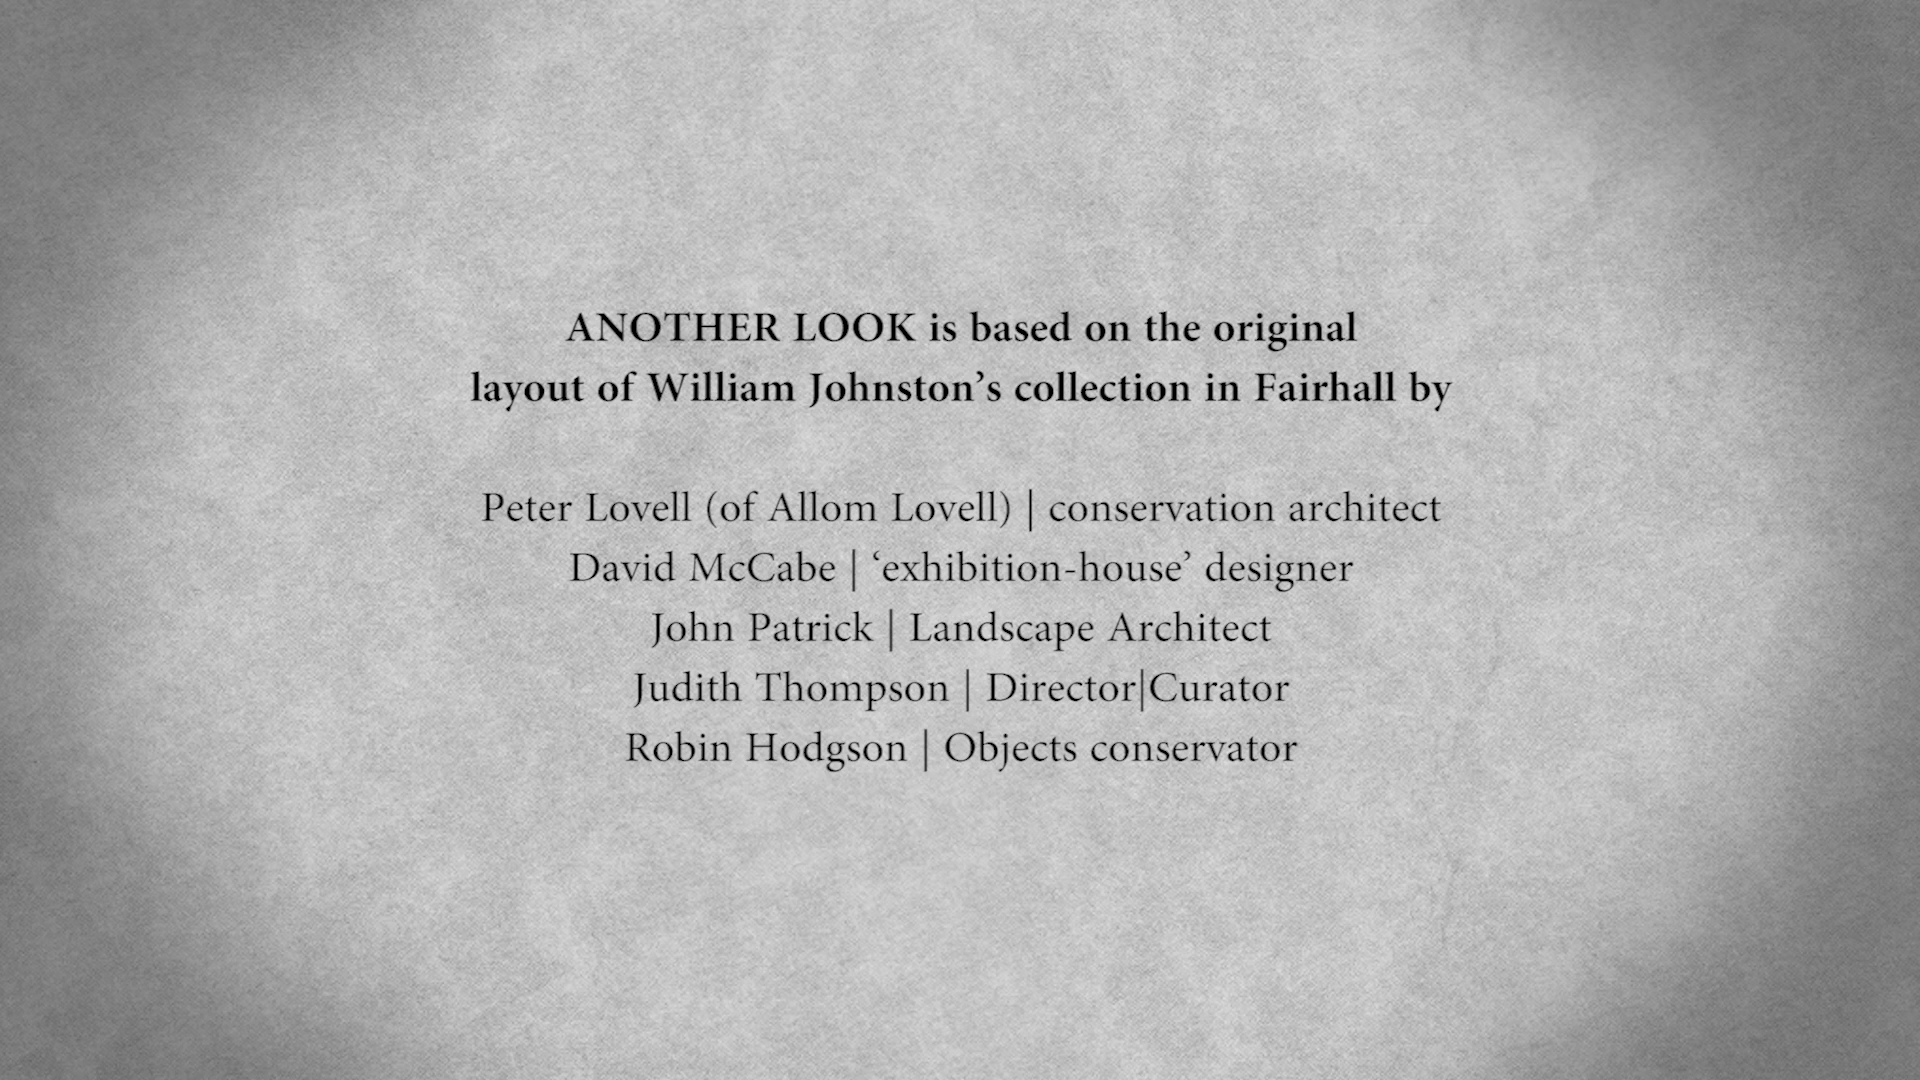 ANOTHER LOOK is based on the original
layout of William Johnston’s collection in Fairhall by
Peter Lovell (of Allom Lovell) | conservation architect
David McCabe | ‘exhibition-house’ designer
John Patrick | Landscape Architect
Judith Thompson | Director|Curator
Robin Hodgson | Objects conservator